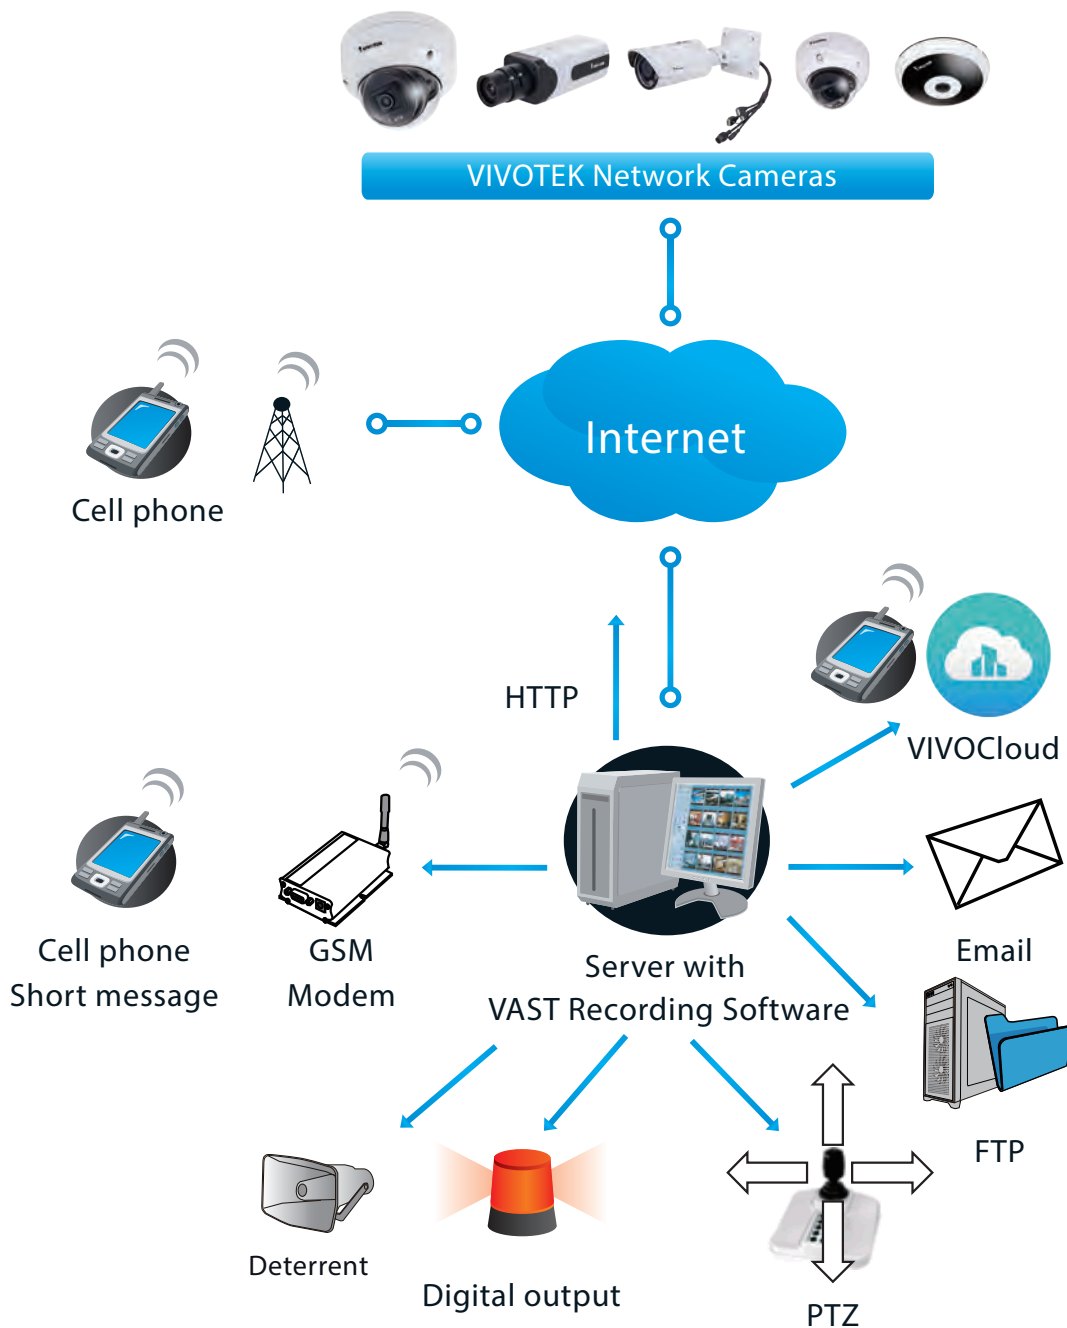 VIVOTEK Network Cameras
Internet
Cell phone
HTTP
VIVOCloud
Cell phone
Short message
GSM
Modem
Server with
VAST Recording Software
Email
FTP
Deterrent
Digital output
PTZ